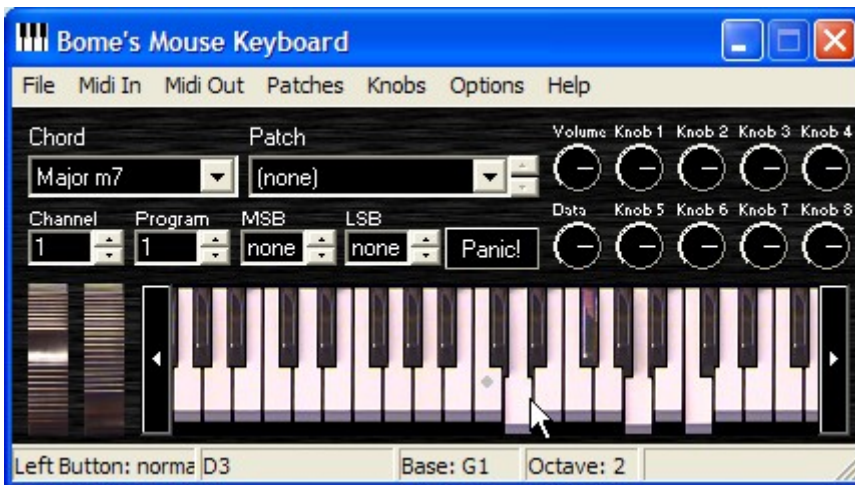 Bome's Mouse Keyboard
File Midi In Midi Out Patches Knobs Options Help
Chord Patch Volume Knob 1 Knob 2 Knob 3 Knob 4
Major m7 (none)
Channel Program MSB LSB Data Knob 5 Knob 6 Knob 7 Knob 8
1 1 none none Panic!
Left Button: norma D3 Base: G1 Octave: 2